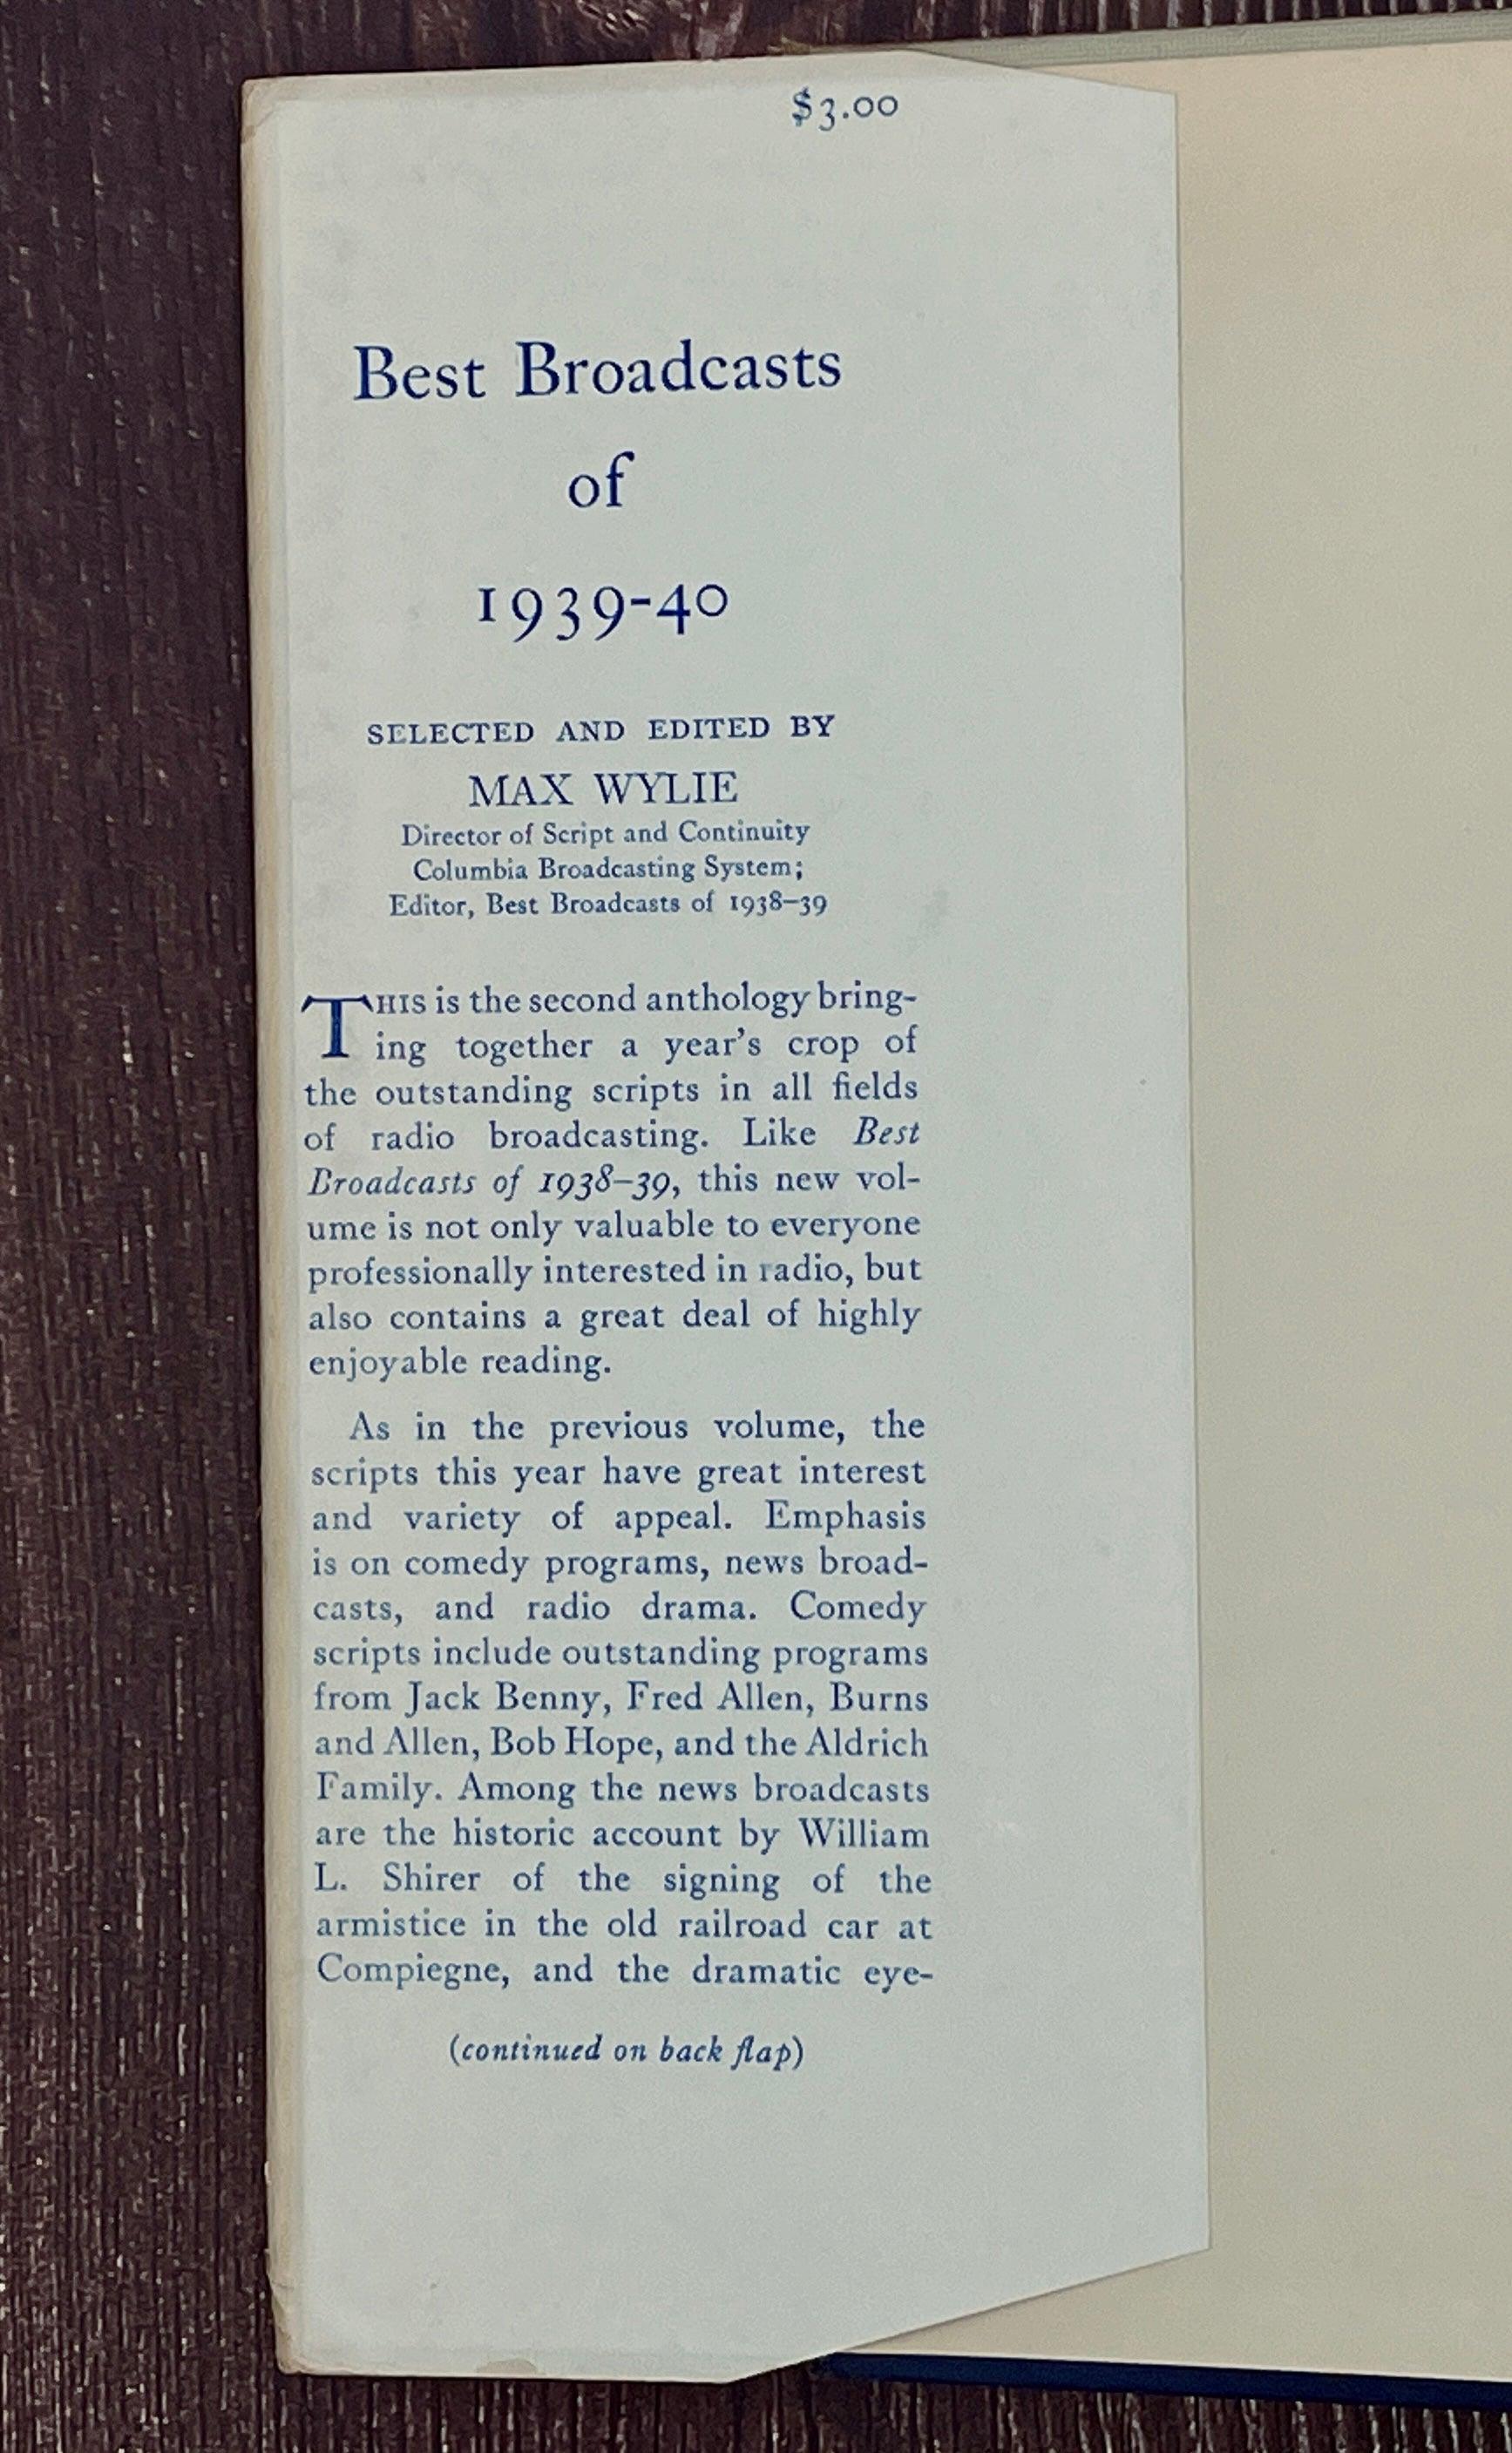 $3.00
Best Broadcasts
of
1939-40
SELECTED AND EDITED BY
MAX WYLIE
Director of Script and Continuity
Columbia Broadcasting System;
Editor, Best Broadcasts of 1938–39
THIS is the second anthology bring-
ing together a year's crop of
the outstanding scripts in all fields
of radio broadcasting. Like Best
Broadcasts of 1938–39, this new vol-
ume is not only valuable to everyone
professionally interested in radio, but
also contains a great deal of highly
enjoyable reading.
As in the previous volume, the
scripts this year have great interest
and variety of appeal. Emphasis
is on comedy programs, news broad-
casts, and radio drama. Comedy
scripts include outstanding programs
from Jack Benny, Fred Allen, Burns
and Allen, Bob Hope, and the Aldrich
Family. Among the news broadcasts
are the historic account by William
L. Shirer of the signing of the
armistice in the old railroad car at
Compiegne, and the dramatic eye-
(continued on back flap)